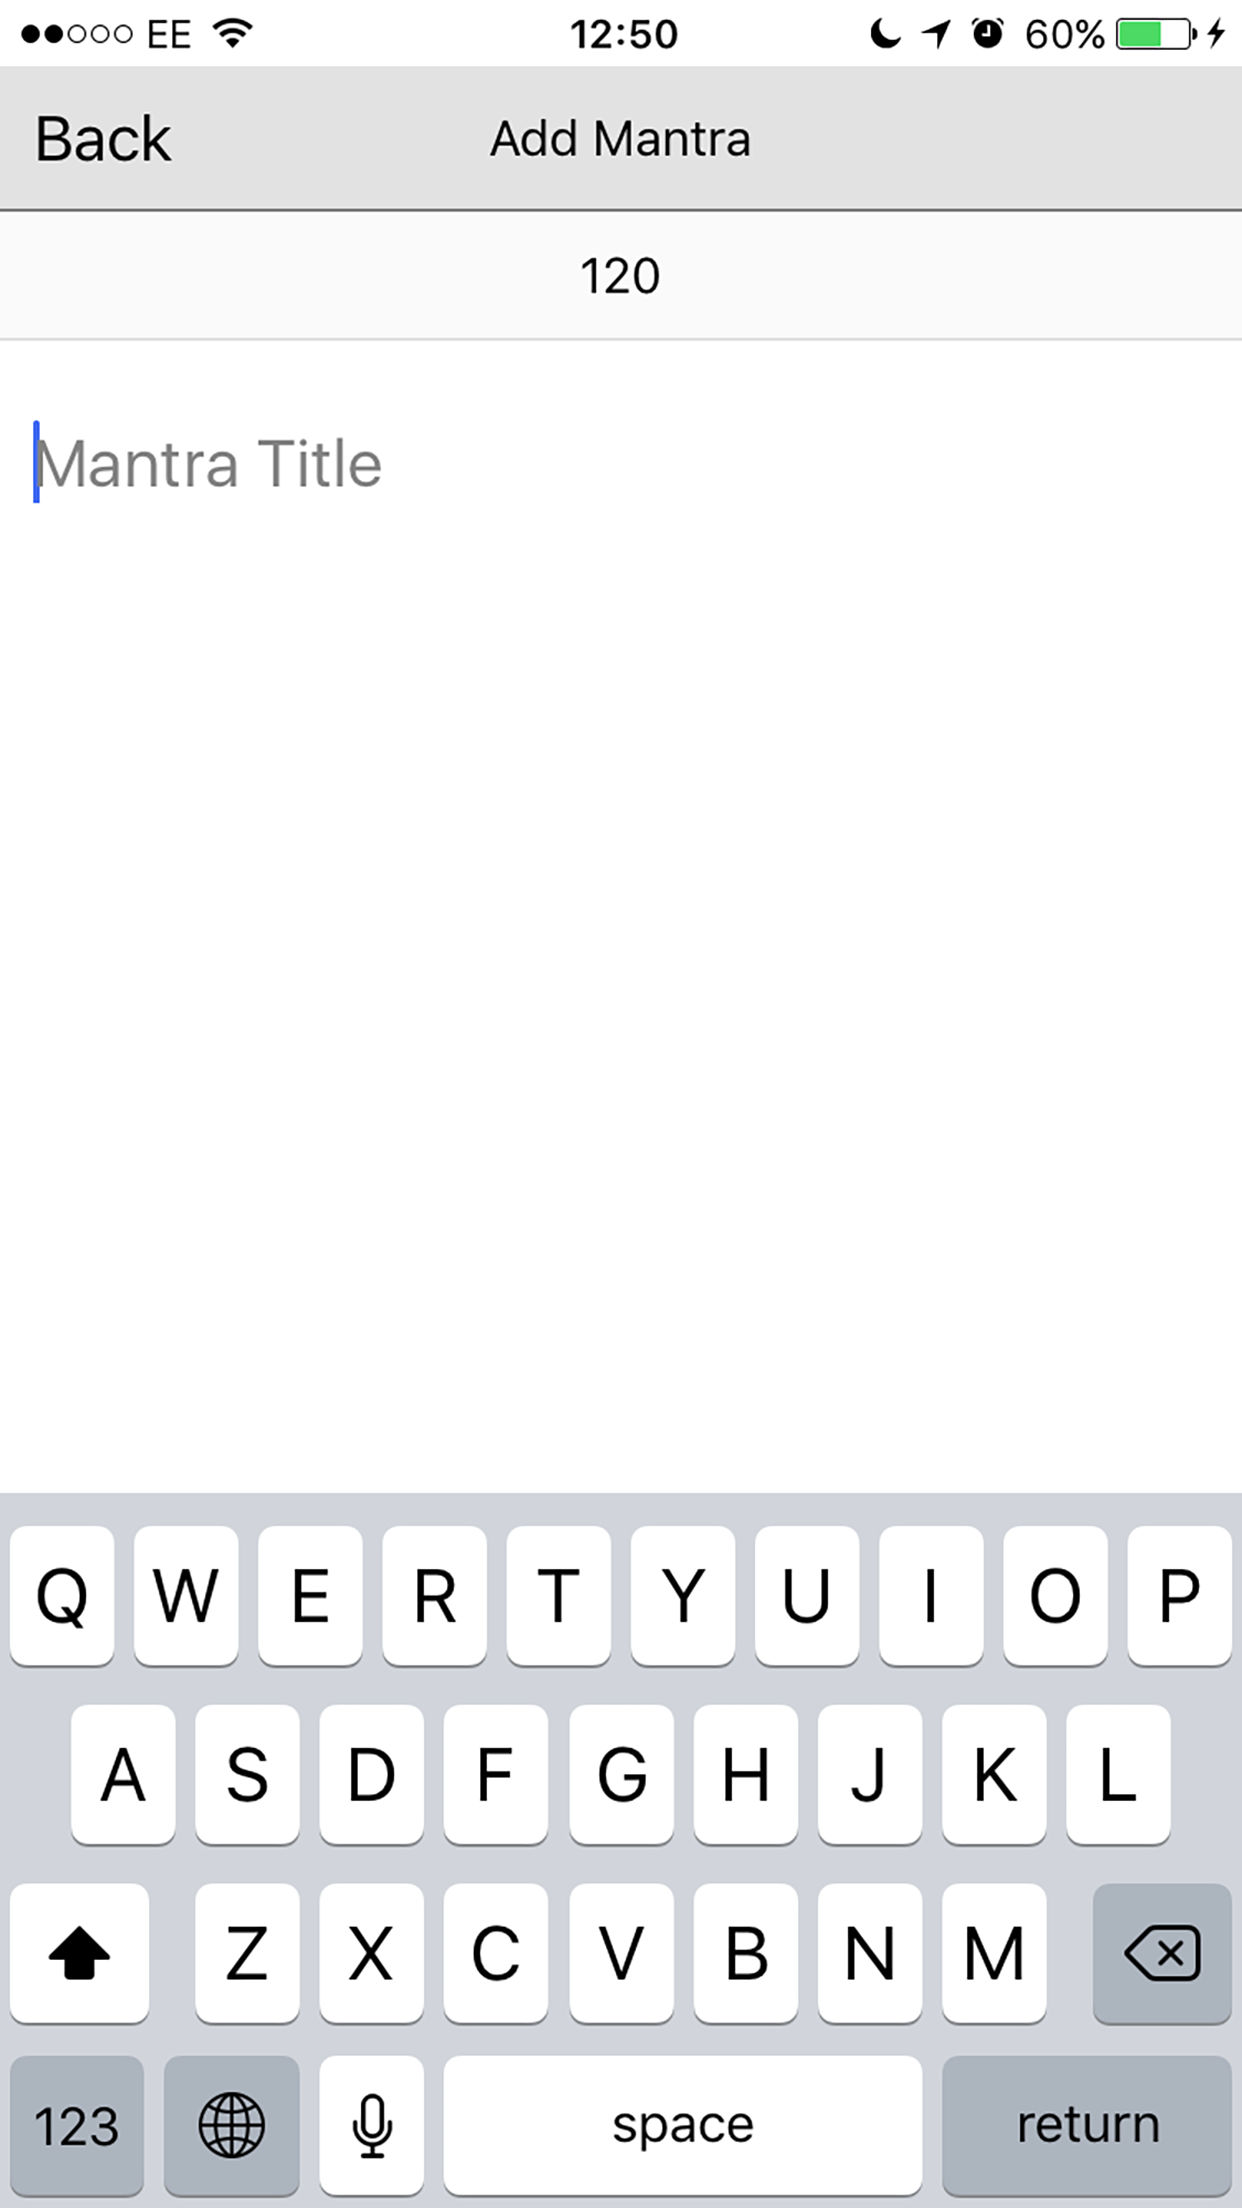 EE 12:50 60%
Back Add Mantra
120
Mantra Title
Q W E R T Y U I O P
A S D F G H J K L
Z X C V B N M
123 space return